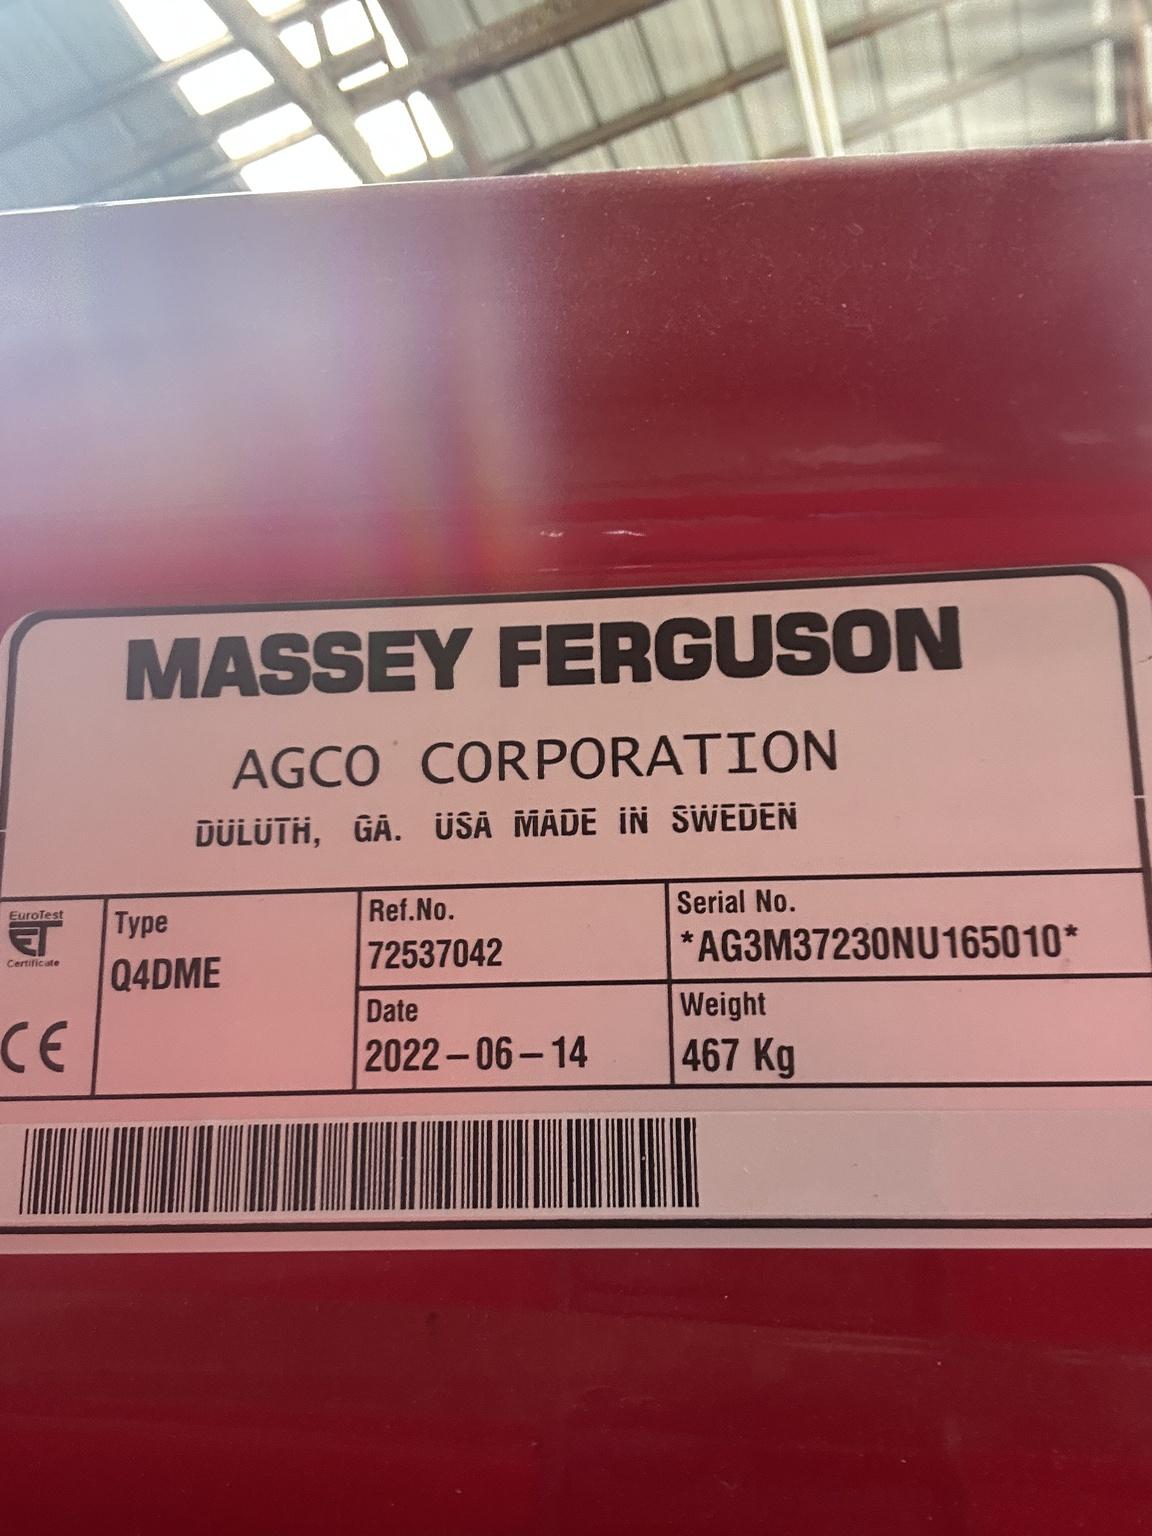 MASSEY FERGUSON
AGCO CORPORATION
DULUTH, GA. USA MADE IN SWEDEN
EuroTest
ET
Certificate
CE
Type
Q4DME
Ref.No.
72537042
Serial No.
*AG3M37230NU165010*
Date
2022-06-14
Weight
467 Kg